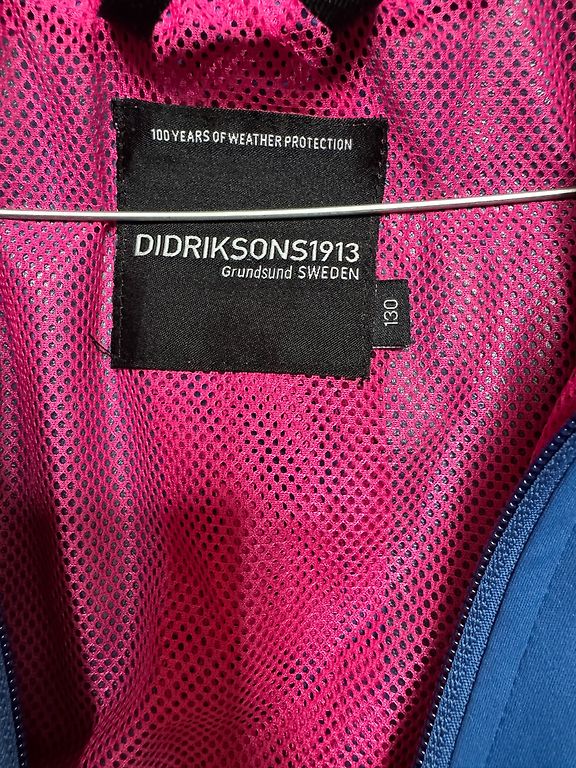 100 YEARS OF WEATHER PROTECTION
DIDRIKSONS1913
Grundsund SWEDEN
130